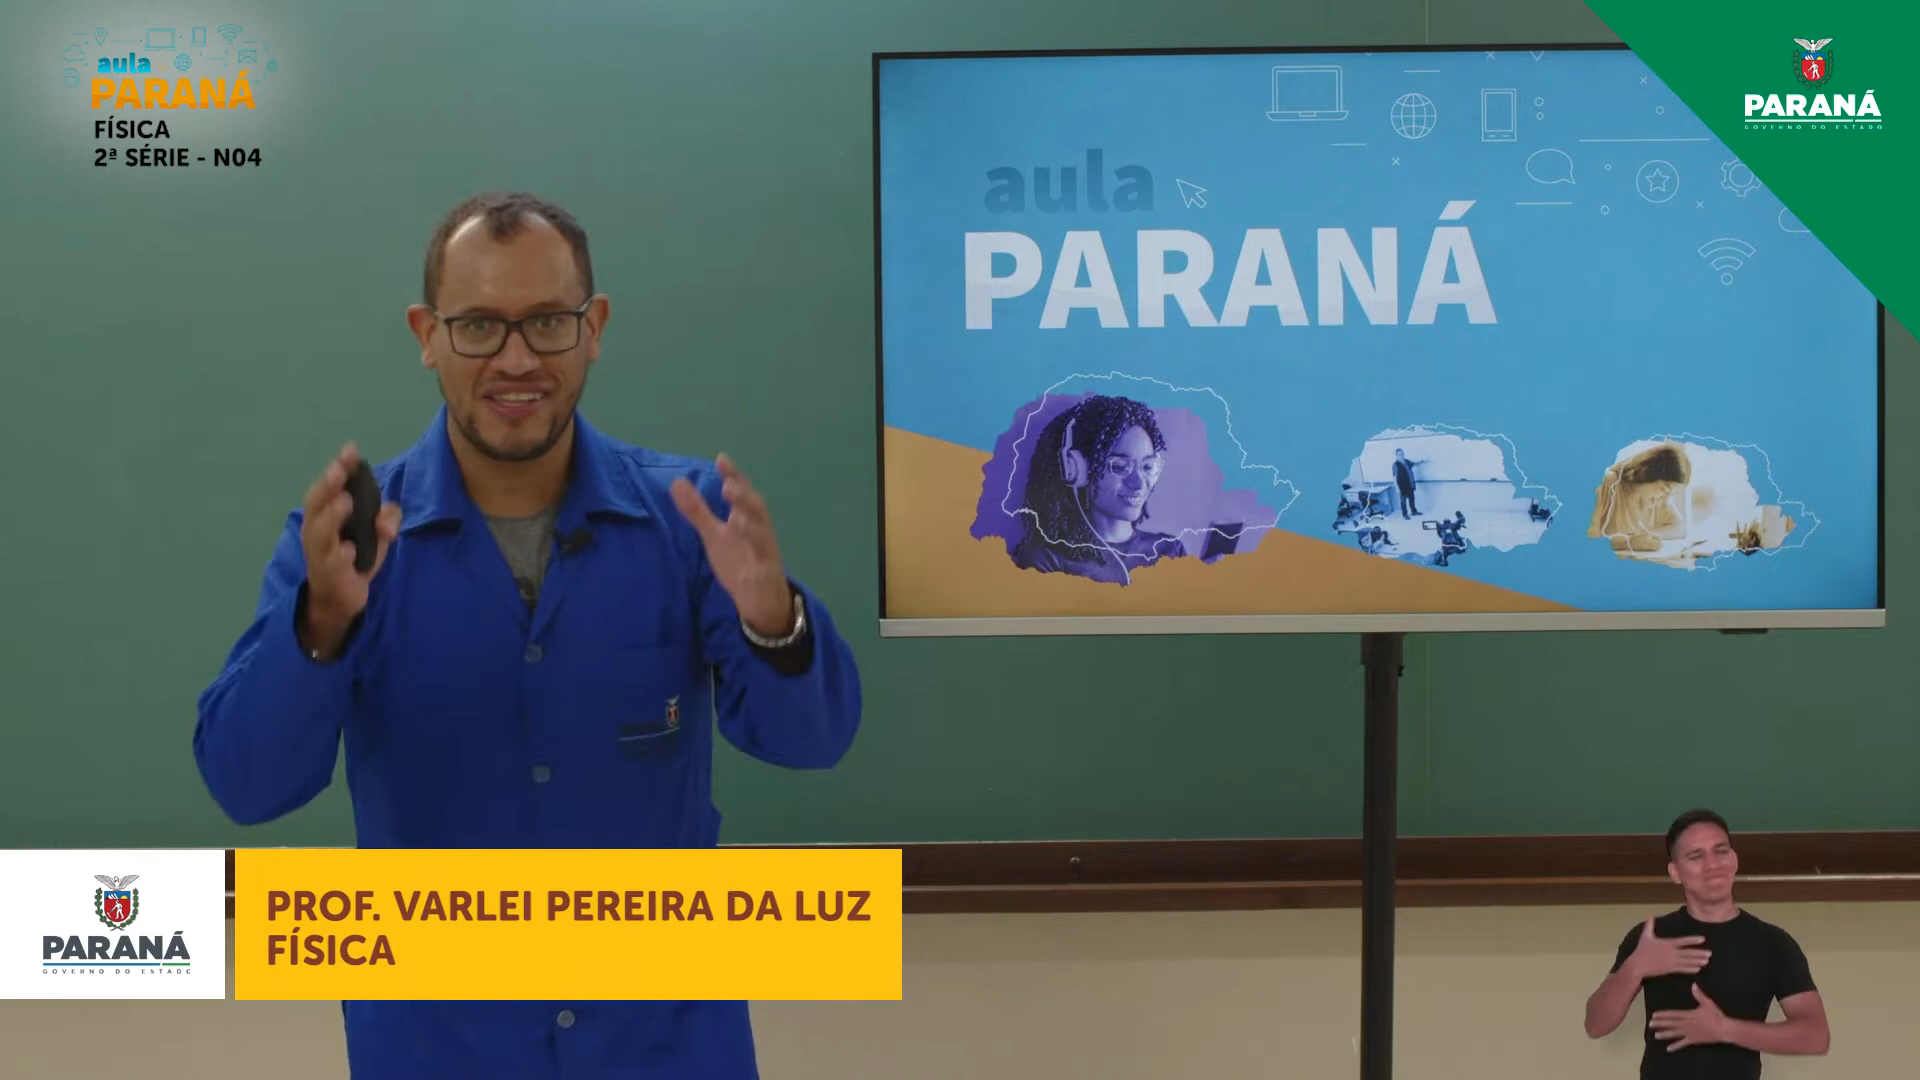 aula
PARANÁ
FÍSICA
2ª SÉRIE - N04
aula
PARANÁ
PARANÁ
GOVERNO DO ESTADO
PARANÁ
GOVERNO DO ESTADO
PROF. VARLEI PEREIRA DA LUZ
FÍSICA